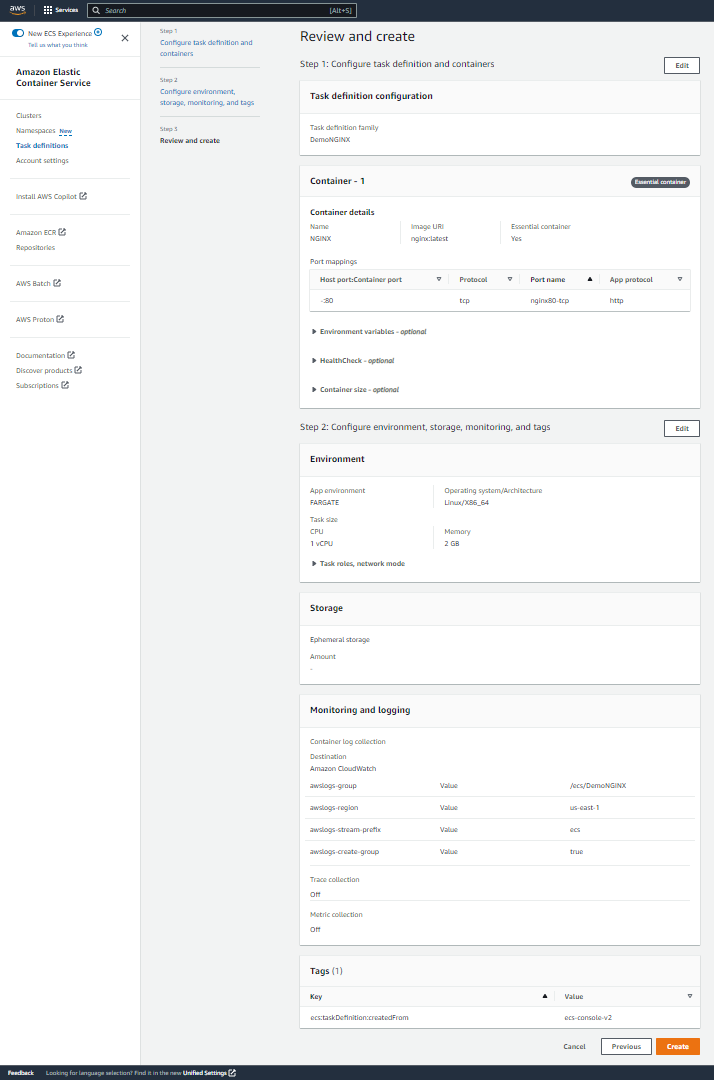 aws
Services
Search
[Alt+S]
New ECS Experience
Tell us what you think
Amazon Elastic
Container Service
Clusters
Namespaces New
Task definitions
Account settings
Install AWS Copilot
Amazon ECR
Repositories
AWS Batch
AWS Proton
Documentation
Discover products
Subscriptions
Step 1
Configure task definition and
containers
Step 2
Configure environment,
storage, monitoring, and tags
Step 3
Review and create
Review and create
Step 1: Configure task definition and containers
Edit
Task definition configuration
Task definition family
DemoNGINX
Container - 1
Essential container
Container details
Name Image URI Essential container
NGINX nginx:latest Yes
Port mappings
Host port:Container port Protocol Port name App protocol
-:80 tcp nginx80-tcp http
Environment variables - optional
HealthCheck - optional
Container size - optional
Step 2: Configure environment, storage, monitoring, and tags
Edit
Environment
App environment Operating system/Architecture
FARGATE Linux/X86_64
Task size
CPU Memory
1 vCPU 2 GB
Task roles, network mode
Storage
Ephemeral storage
Amount
-
Monitoring and logging
Container log collection
Destination
Amazon CloudWatch
awslogs-group Value /ecs/DemoNGINX
awslogs-region Value us-east-1
awslogs-stream-prefix Value ecs
awslogs-create-group Value true
Trace collection
Off
Metric collection
Off
Tags (1)
Key Value
ecs:taskDefinition:createdFrom ecs-console-v2
Cancel Previous Create
Feedback Looking for language selection? Find it in the new Unified Settings